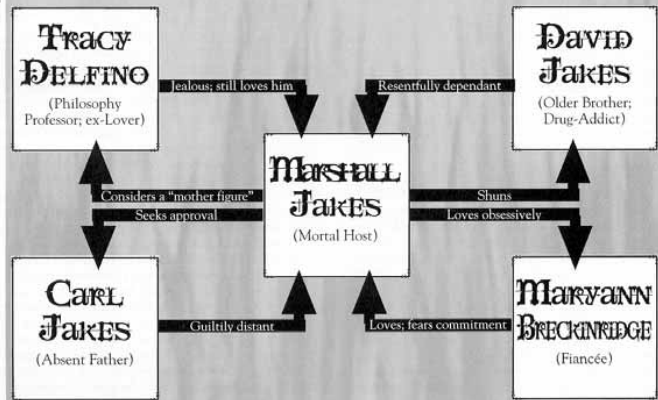 Tracy
Delfino
(Philosophy
Professor; ex-Lover)
Jealous; still loves him
Resentfully dependant
David
Jakes
(Older Brother;
Drug-Addict)
Marshall
Jakes
(Mortal Host)
Considers a "mother figure"
Seeks approval
Shuns
Loves obsessively
Carl
Jakes
(Absent Father)
Guiltily distant
Loves; fears commitment
Maryann
Breckinridge
(Fiancée)